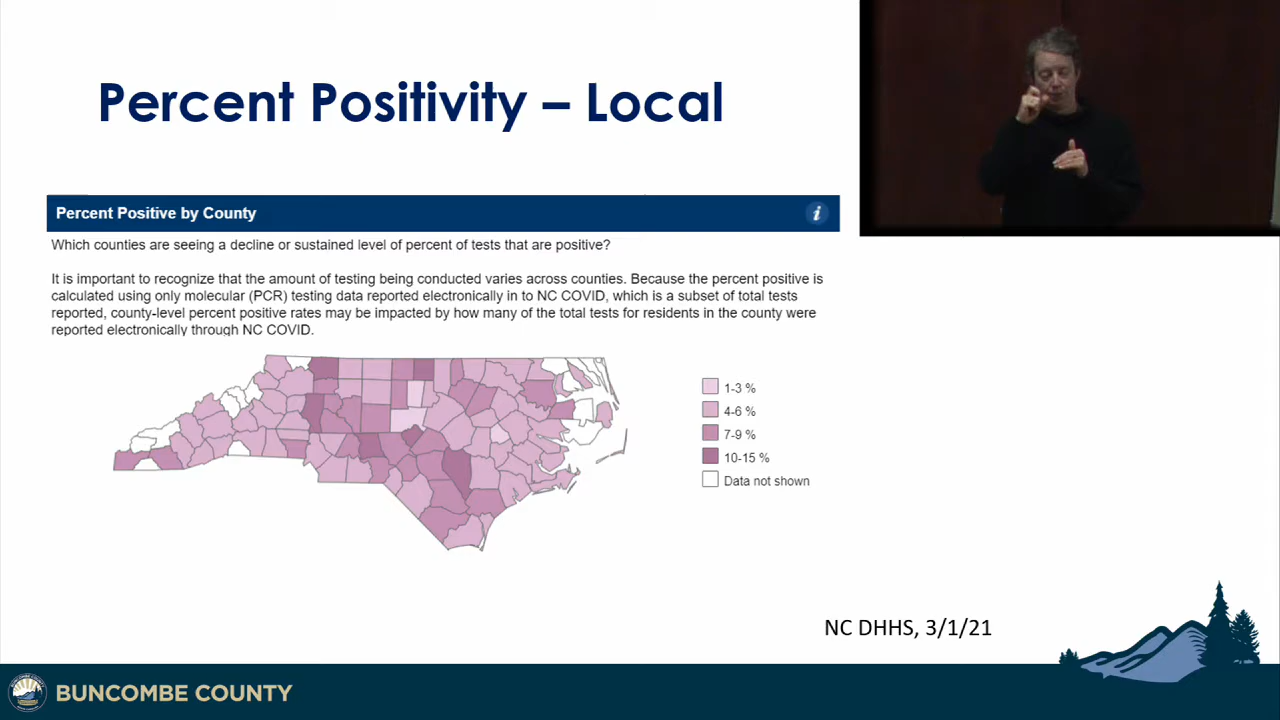 Percent Positivity – Local
Percent Positive by County
i
Which counties are seeing a decline or sustained level of percent of tests that are positive?
It is important to recognize that the amount of testing being conducted varies across counties. Because the percent positive is
calculated using only molecular (PCR) testing data reported electronically in to NC COVID, which is a subset of total tests
reported, county-level percent positive rates may be impacted by how many of the total tests for residents in the county were
reported electronically through NC COVID.
1-3 %
4-6 %
7-9 %
10-15 %
Data not shown
NC DHHS, 3/1/21
BUNCOMBE COUNTY